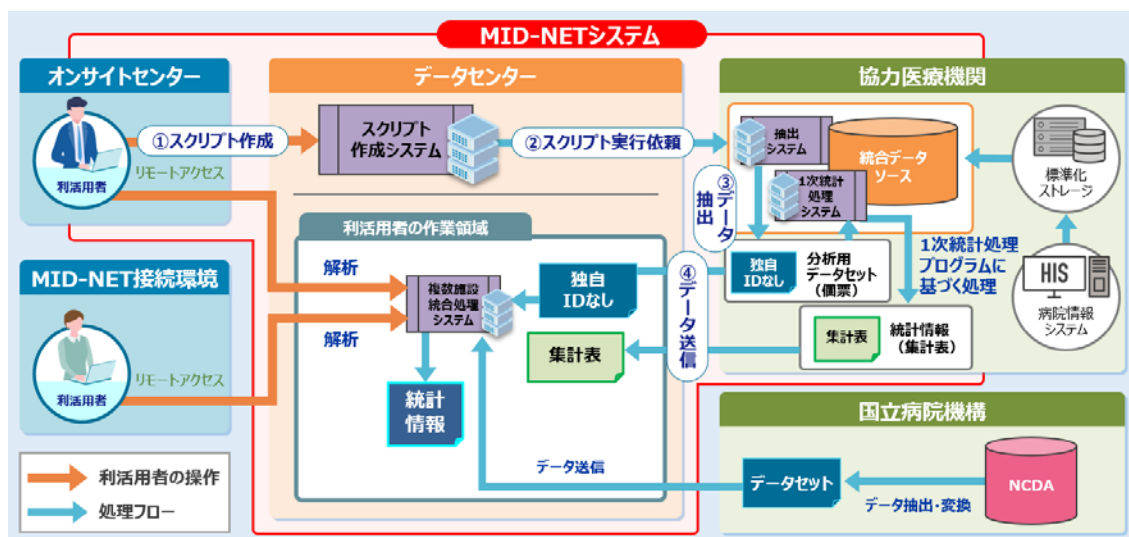 MID-NETシステム
オンサイトセンター
利活用者
リモートアクセス
①スクリプト作成
データセンター
スクリプト
作成システム
②スクリプト実行依頼
協力医療機関
抽出
システム
統合データ
ソース
1次統計
処理
システム
標準化
ストレージ
③データ
抽出
独自
IDなし
分析用
データセット
(個票)
1次統計処理
プログラムに
基づく処理
HIS
病院情報
システム
集計表
統計情報
(集計表)
④データ送信
利活用者の作業領域
解析
複数施設
統合処理
システム
解析
独自
IDなし
集計表
統計
情報
データ送信
MID-NET接続環境
利活用者
リモートアクセス
国立病院機構
データセット
データ抽出・変換
NCDA
利活用者の操作
処理フロー